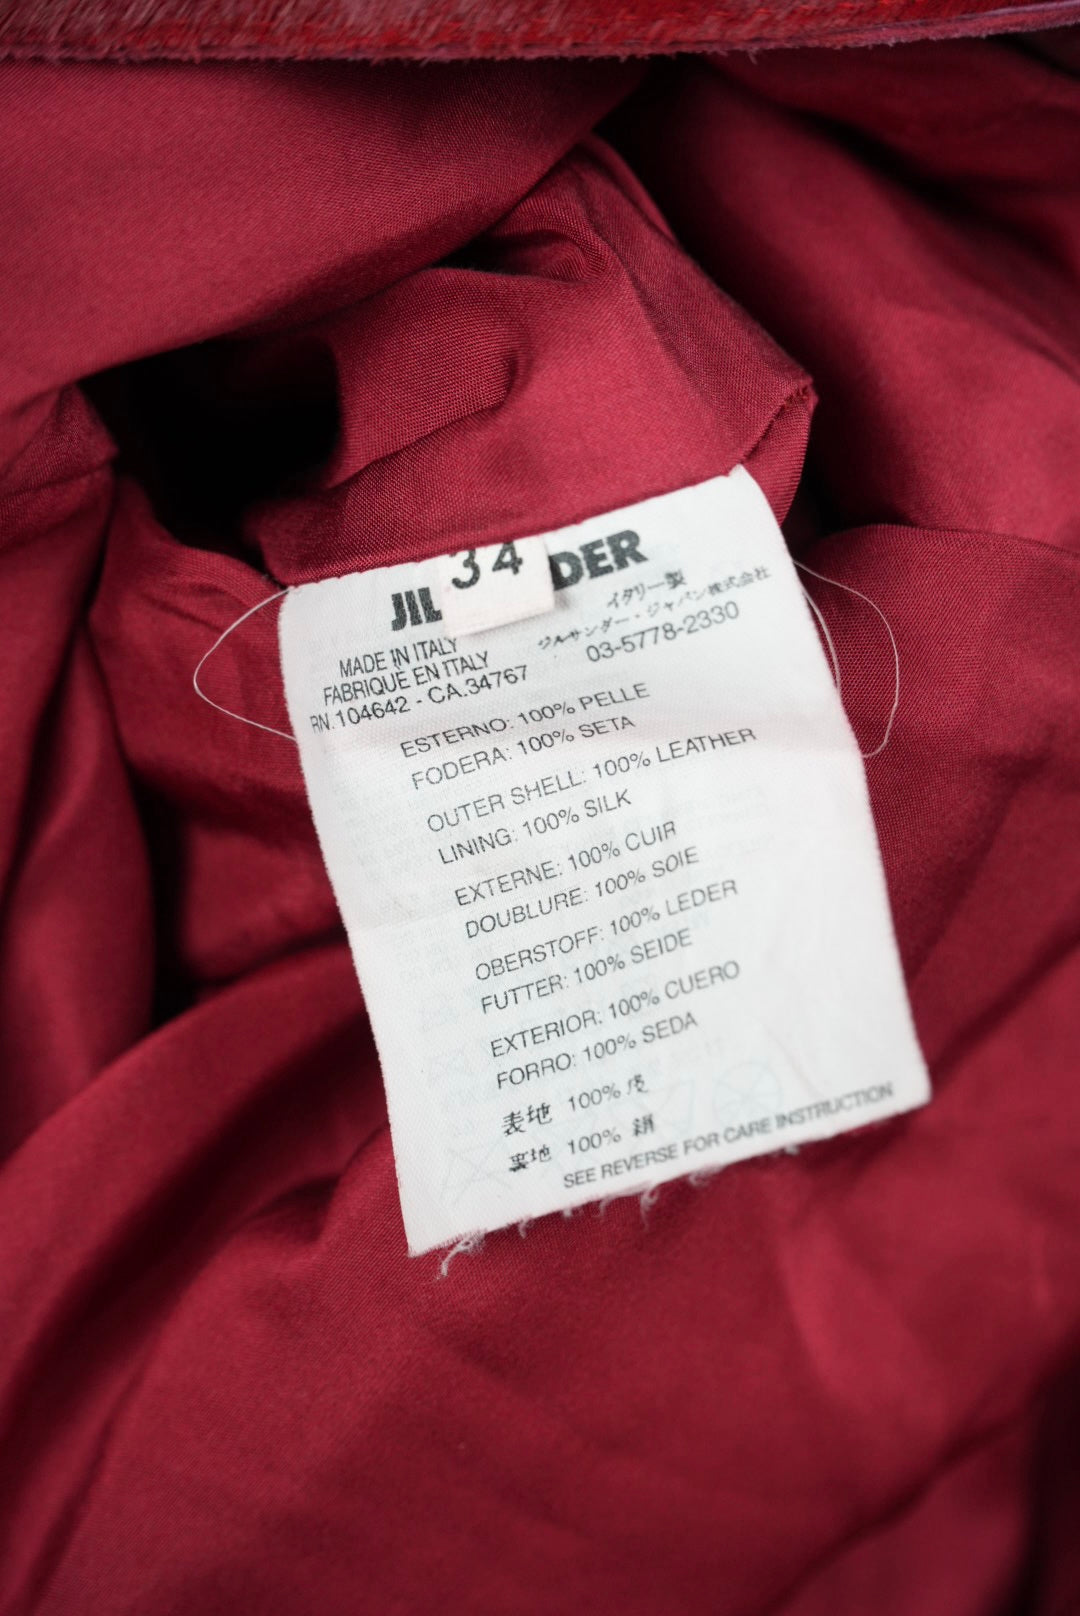 34
JIL DER
MADE IN ITALY
FABRIQUÈ EN ITALY
RN.104642 - CA.34767
イタリー製
ジルサンダー・ジャパン株式会社
03-5778-2330
ESTERNO: 100% PELLE
FODERA: 100% SETA
OUTER SHELL: 100% LEATHER
LINING: 100% SILK
EXTERNE: 100% CUIR
DOUBLURE: 100% SOIE
OBERSTOFF: 100% LEDER
FUTTER: 100% SEIDE
EXTERIOR: 100% CUERO
FORRO: 100% SEDA
表地 100% 皮
裏地 100% 絹
SEE REVERSE FOR CARE INSTRUCTION